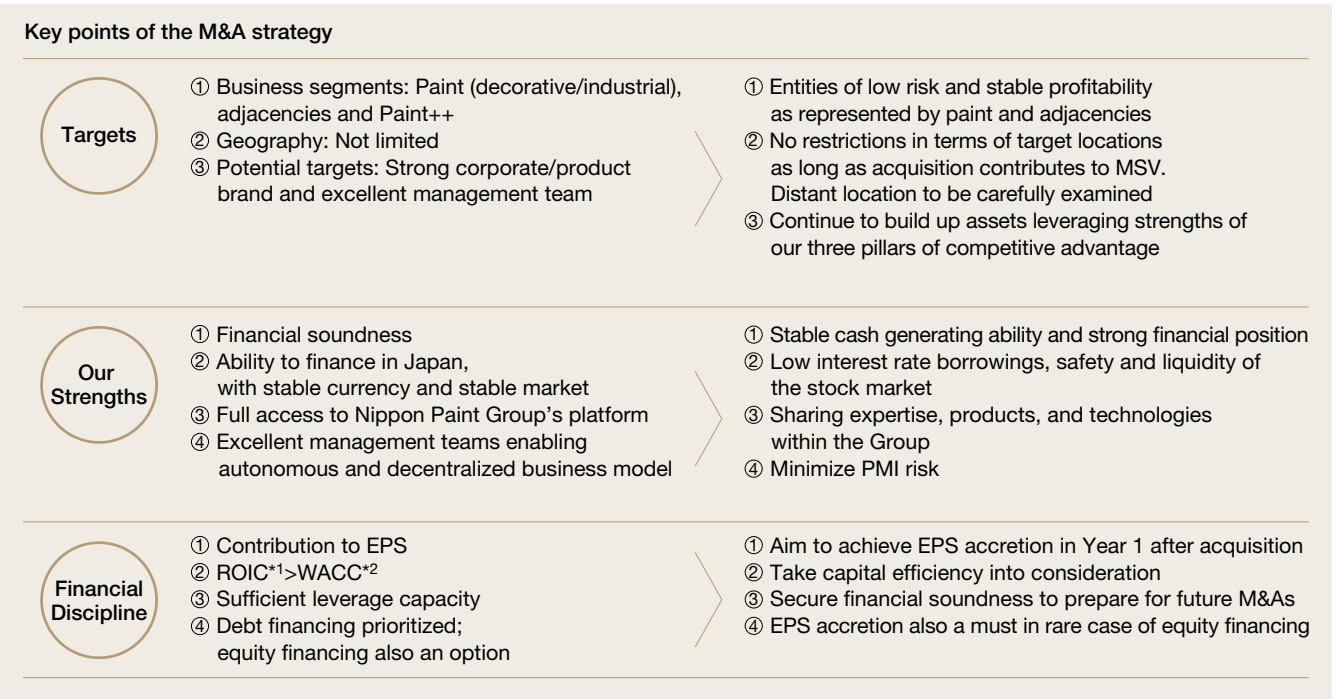 Key points of the M&A strategy
Targets
① Business segments: Paint (decorative/industrial),
adjacencies and Paint++
② Geography: Not limited
③ Potential targets: Strong corporate/product
brand and excellent management team
① Entities of low risk and stable profitability
as represented by paint and adjacencies
② No restrictions in terms of target locations
as long as acquisition contributes to MSV.
Distant location to be carefully examined
③ Continue to build up assets leveraging strengths of
our three pillars of competitive advantage
Our
Strengths
① Financial soundness
② Ability to finance in Japan,
with stable currency and stable market
③ Full access to Nippon Paint Group’s platform
④ Excellent management teams enabling
autonomous and decentralized business model
① Stable cash generating ability and strong financial position
② Low interest rate borrowings, safety and liquidity of
the stock market
③ Sharing expertise, products, and technologies
within the Group
④ Minimize PMI risk
Financial
Discipline
① Contribution to EPS
② ROIC*1>WACC*2
③ Sufficient leverage capacity
④ Debt financing prioritized;
equity financing also an option
① Aim to achieve EPS accretion in Year 1 after acquisition
② Take capital efficiency into consideration
③ Secure financial soundness to prepare for future M&As
④ EPS accretion also a must in rare case of equity financing